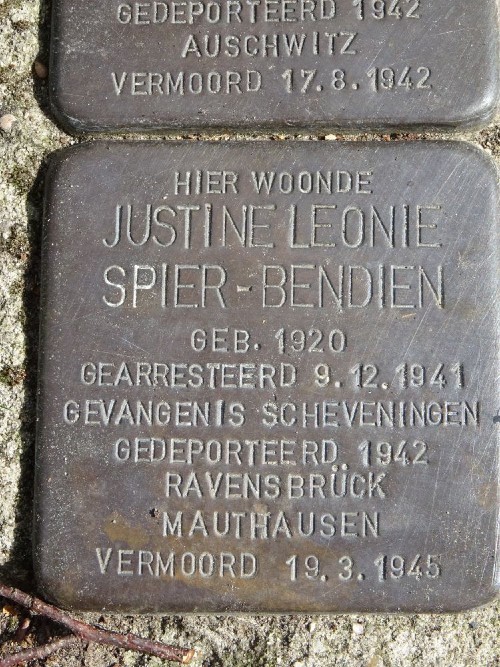 GEDEPORTEERD 1942
AUSCHWITZ
VERMOORD 17.8.1942
HIER WOONDE
JUSTINE LEONIE
SPIER-BENDIEN
GEB. 1920
GEARRESTEERD 9.12.1941
GEVANGENIS SCHEVENINGEN
GEDEPORTEERD 1942
RAVENSBRÜCK
MAUTHAUSEN
VERMOORD 19.3.1945